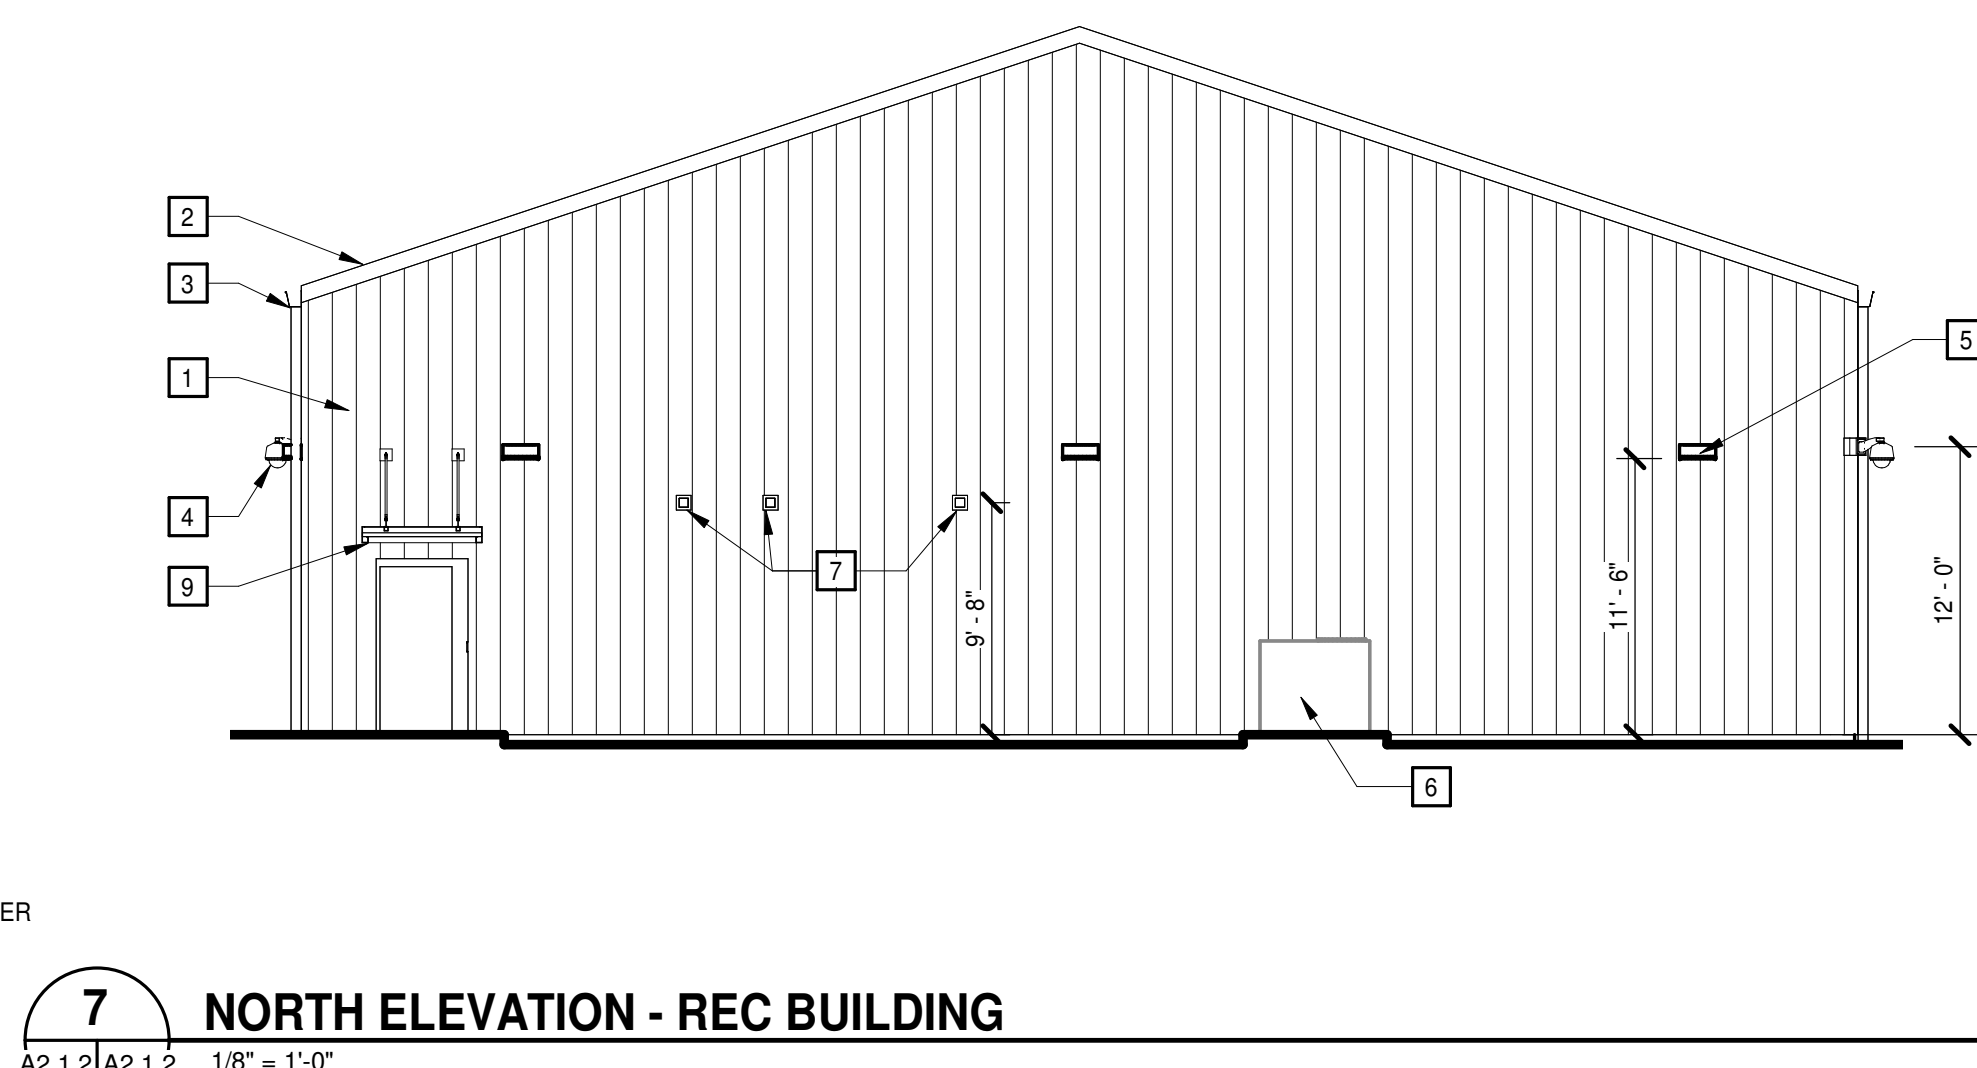 2
3
5
1
4
9
7
9' - 8"
11' - 6"
12' - 0"
6
ER
7
NORTH ELEVATION - REC BUILDING
A2.1.2 A2.1.2
1/8" = 1'-0"